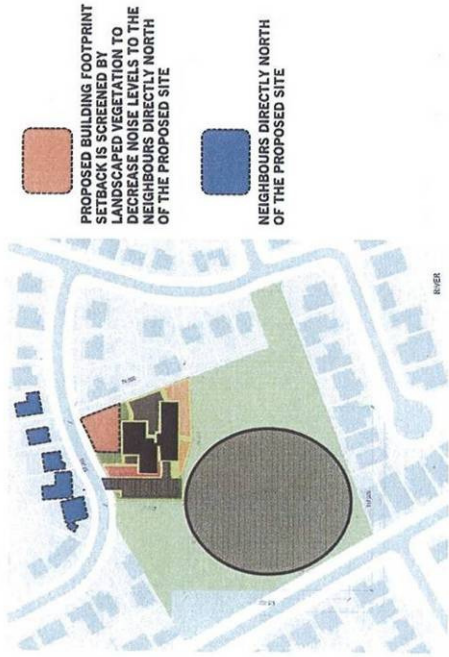 PROPOSED BUILDING FOOTPRINT
SETBACK IS SCREENED BY
LANDSCAPED VEGETATION TO
DECREASE NOISE LEVELS TO THE
NEIGHBOURS DIRECTLY NORTH
OF THE PROPOSED SITE
NEIGHBOURS DIRECTLY NORTH
OF THE PROPOSED SITE
RIVER